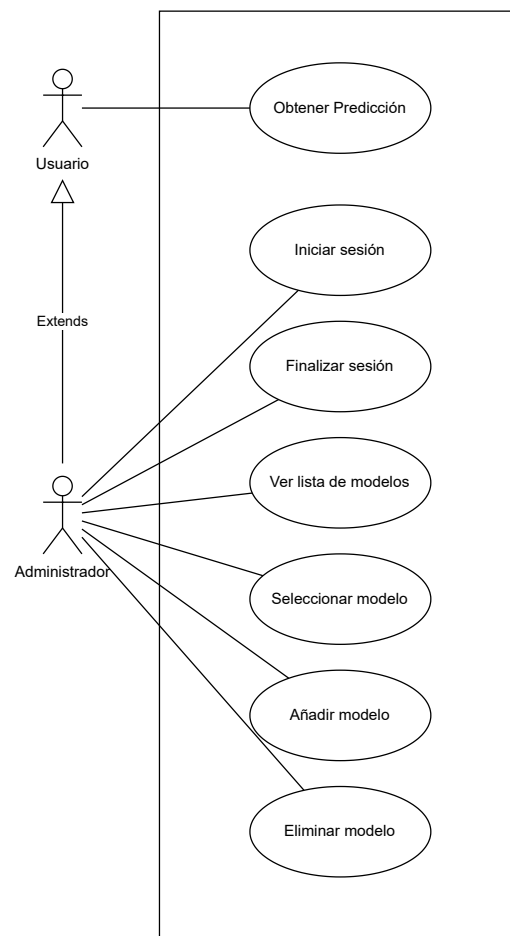 Obtener Predicción
Usuario
Iniciar sesión
Extends
Finalizar sesión
Ver lista de modelos
Administrador
Seleccionar modelo
Añadir modelo
Eliminar modelo